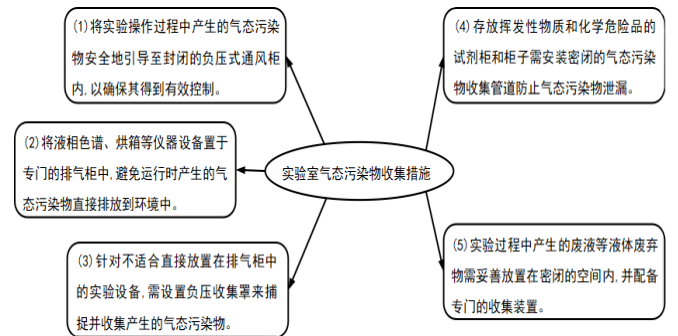 (1)将实验操作过程中产生的气态污染
物安全地引导至封闭的负压式通风柜
内,以确保其得到有效控制。
(2)将液相色谱、烘箱等仪器设备置于
专门的排气柜中,避免运行时产生的气
态污染物直接排放到环境中。
(3)针对不适合直接放置在排气柜中
的实验设备,需设置负压收集罩来捕
捉并收集产生的气态污染物。
实验室气态污染物收集措施
(4)存放挥发性物质和化学危险品的
试剂柜和柜子需安装密闭的气态污染
物收集管道防止气态污染物泄漏。
(5)实验过程中产生的废液等液体废弃
物需妥善放置在密闭的空间内,并配备
专门的收集装置。